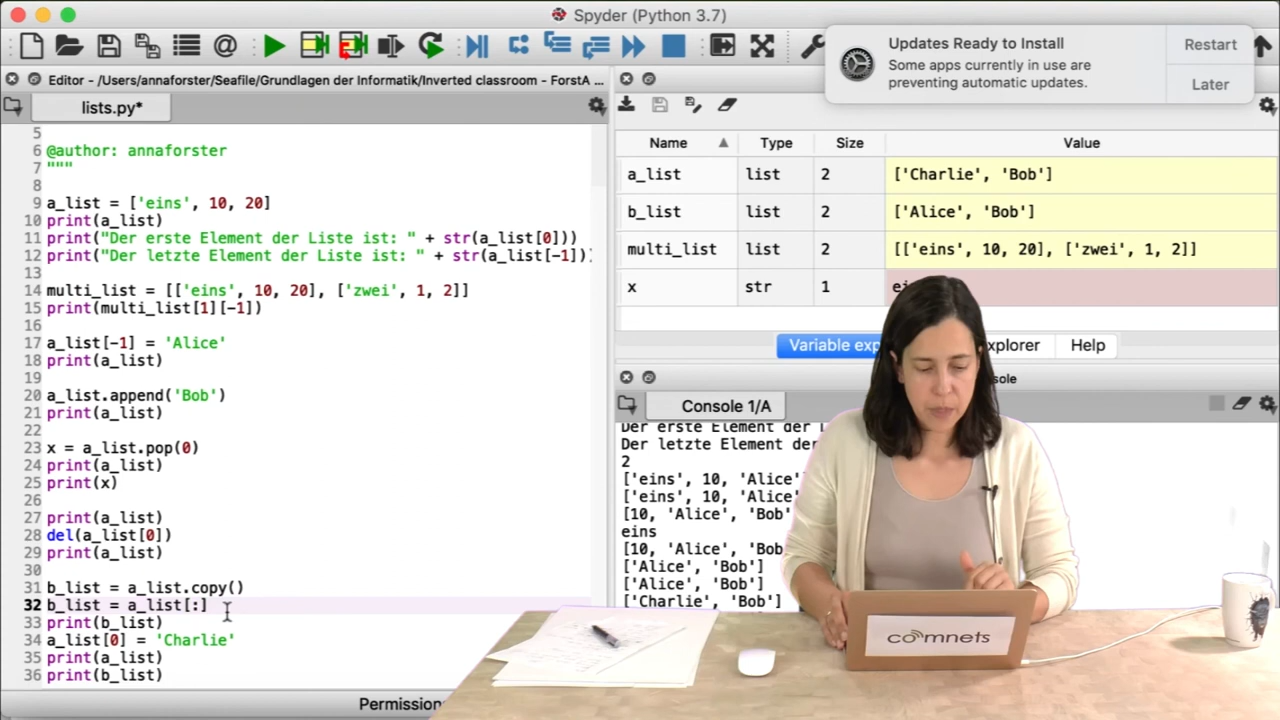 Spyder (Python 3.7)
Updates Ready to Install
Some apps currently in use are
preventing automatic updates.
Restart
Later
Editor - /Users/annaforster/Seafile/Grundlagen der Informatik/Inverted classroom - ForstA ...
lists.py*
5
6 @author: annaforster
7 """
8
9 a_list = ['eins', 10, 20]
10 print(a_list)
11 print("Der erste Element der Liste ist: " + str(a_list[0]))
12 print("Der letzte Element der Liste ist: " + str(a_list[-1]))
13
14 multi_list = [['eins', 10, 20], ['zwei', 1, 2]]
15 print(multi_list[1][-1])
16
17 a_list[-1] = 'Alice'
18 print(a_list)
19
20 a_list.append('Bob')
21 print(a_list)
22
23 x = a_list.pop(0)
24 print(a_list)
25 print(x)
26
27 print(a_list)
28 del(a_list[0])
29 print(a_list)
30
31 b_list = a_list.copy()
32 b_list = a_list[:]
33 print(b_list)
34 a_list[0] = 'Charlie'
35 print(a_list)
36 print(b_list)
Name Type Size Value
a_list list 2 ['Charlie', 'Bob']
b_list list 2 ['Alice', 'Bob']
multi_list list 2 [['eins', 10, 20], ['zwei', 1, 2]]
x str 1
Variable exp xplorer Help
sole
Console 1/A
Der erste Element der
Der letzte Element der
2
['eins', 10, 'Alice'
['eins', 10, 'Alice'
[10, 'Alice', 'Bob'
eins
[10, 'Alice', 'Bob
['Alice', 'Bob']
['Alice', 'Bob']
['Charlie', 'Bob']
Permission
comnets